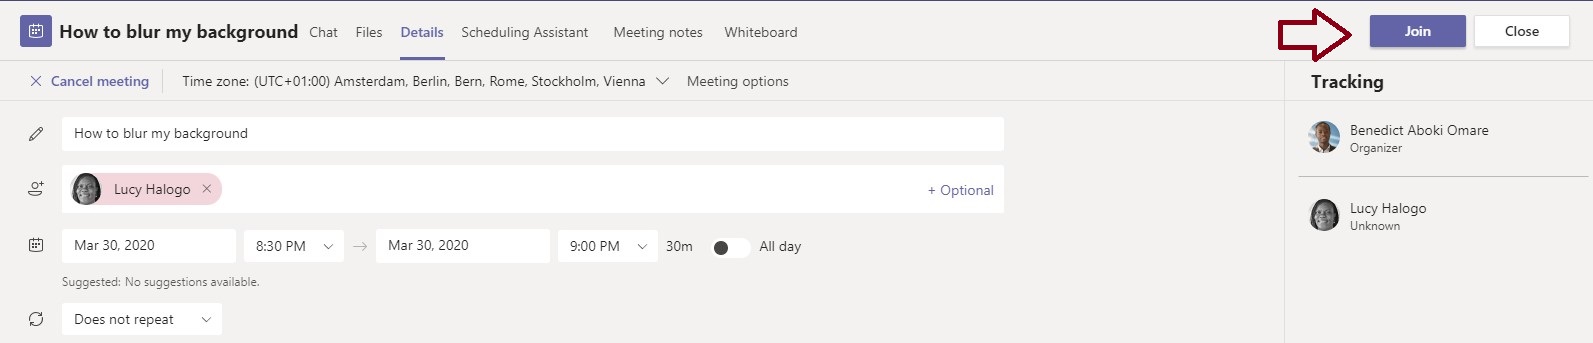 How to blur my background Chat Files Details Scheduling Assistant Meeting notes Whiteboard Join Close
Cancel meeting Time zone: (UTC+01:00) Amsterdam, Berlin, Bern, Rome, Stockholm, Vienna Meeting options
Tracking
How to blur my background
Benedict Aboki Omare
Organizer
Lucy Halogo + Optional
Lucy Halogo
Unknown
Mar 30, 2020 8:30 PM Mar 30, 2020 9:00 PM 30m All day
Suggested: No suggestions available.
Does not repeat